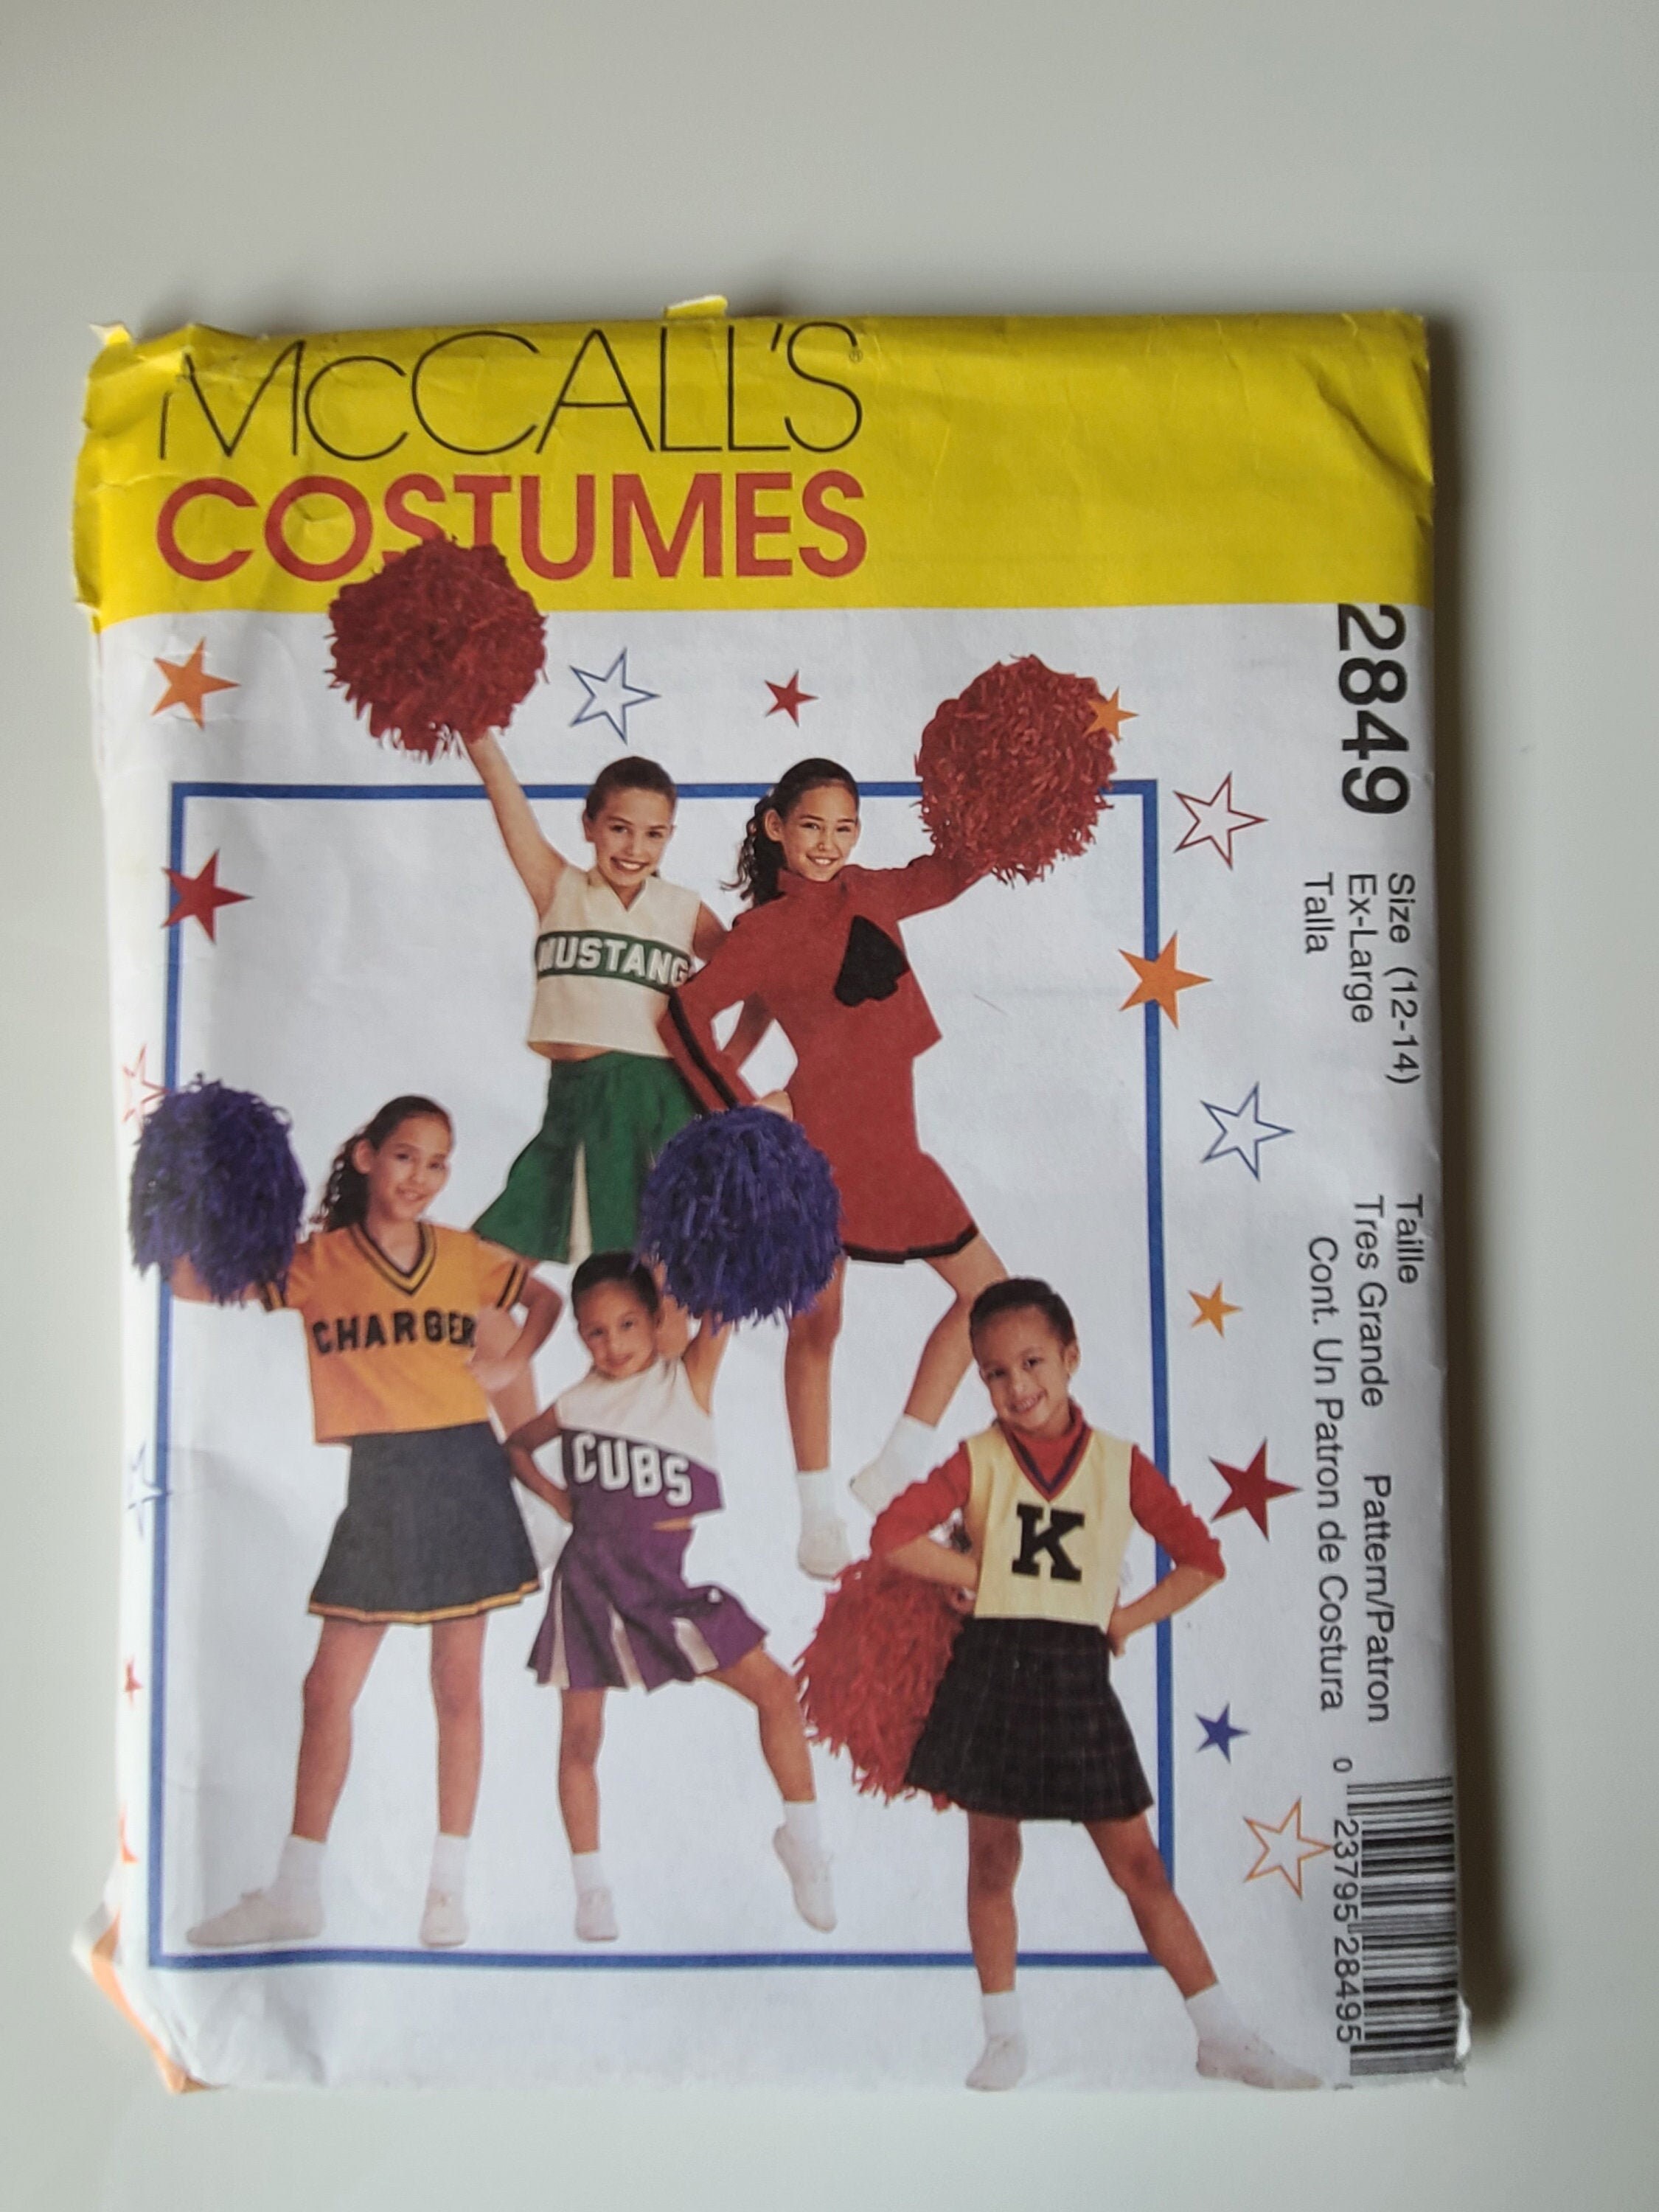 McCALL'S®
COSTUMES
2849
Size (12-14)
Ex-Large
Talla
Taille
Tres Grande
Pattern/Patron
Cont. Un Patron de Costura
0 23795 28495
MUSTANG
CHARGER
CUBS
K